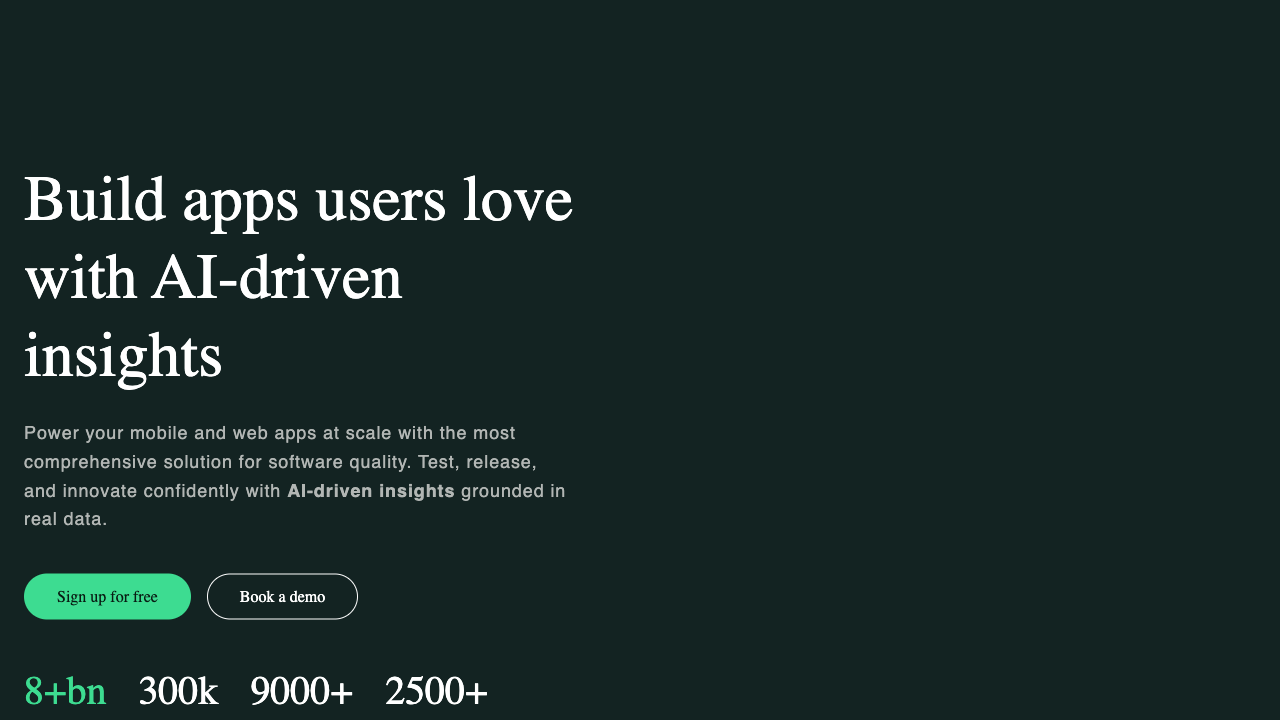 Build apps users love
with AI-driven
insights
Power your mobile and web apps at scale with the most
comprehensive solution for software quality. Test, release,
and innovate confidently with AI-driven insights grounded in
real data.
Sign up for free
Book a demo
8+bn 300k 9000+ 2500+